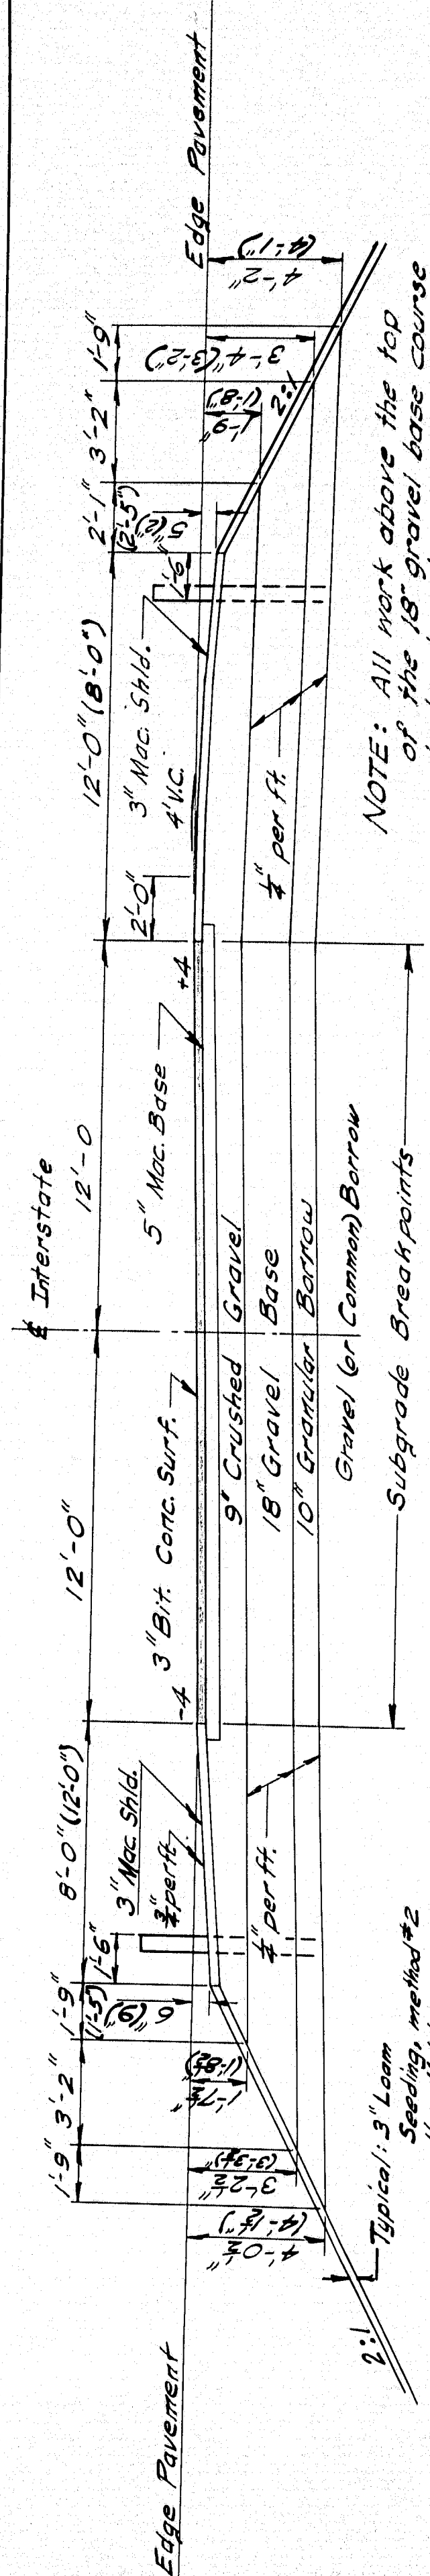 ℄ Interstate
8'-0"(12'-0)
12'-0"
12'-0
12'-0"(8'-0")
1'-9"
3'-2"
1'-9"
(1'-5)
1'-6"
2'-0"
2'-1"
(2'-5")
3'-2"
1'-9"
Edge Pavement
6"(9")
3" Mac. Shld.
¾" per ft.
-4
3" Bit. Conc. Surf.
5" Mac. Base
+4
3" Mac. Shld.
4' V.C.
1'-6"
5"(2")
Edge Pavement
4'-0½"
(4'-1½")
3'-2½"
(3'-3½")
1'-7½"
(1'-8½")
1'-9"
(1'-8")
3'-4"(3'-2")
4'-2"
(4'-1")
¼" per ft.
9" Crushed Gravel
18" Gravel Base
10" Granular Borrow
Gravel (or Common) Borrow
¼" per ft.
2:1
2:1
Subgrade Breakpoints
Typical: 3" Loam
Seeding, method #2
NOTE: All work above the top
of the 18" gravel base course